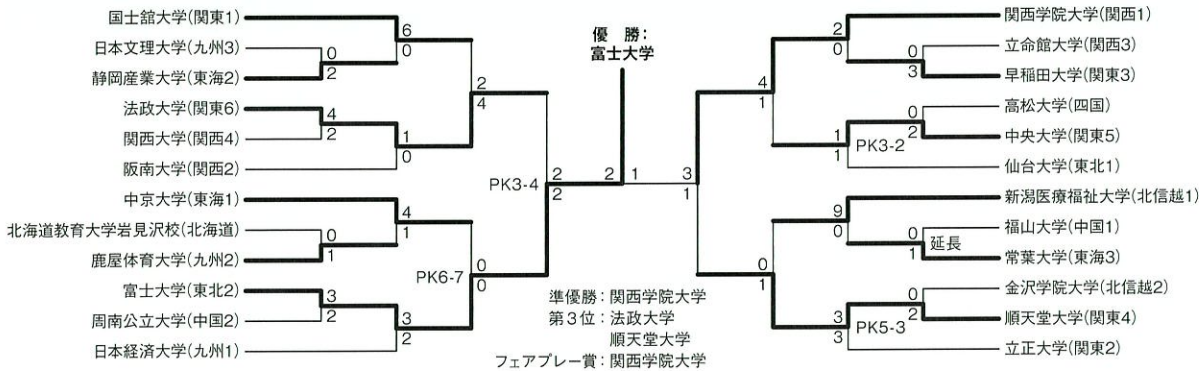 国士舘大学(関東1)
日本文理大学(九州3)
静岡産業大学(東海2)
法政大学(関東6)
関西大学(関西4)
阪南大学(関西2)
中京大学(東海1)
北海道教育大学岩見沢校(北海道)
鹿屋体育大学(九州2)
富士大学(東北2)
周南公立大学(中国2)
日本経済大学(九州1)
6
0
0
2
4
2
1
0
2
4
4
1
0
1
3
2
3
2
PK6-7
0
0
PK3-4
2
2
優 勝:
富士大学
2
1
3
1
準優勝:関西学院大学
第3位:法政大学
順天堂大学
フェアプレー賞:関西学院大学
4
1
2
0
0
3
1
1
PK3-2
0
2
0
1
9
0
0
1
延長
3
3
PK5-3
0
2
関西学院大学(関西1)
立命館大学(関西3)
早稲田大学(関東3)
高松大学(四国)
中央大学(関東5)
仙台大学(東北1)
新潟医療福祉大学(北信越1)
福山大学(中国1)
常葉大学(東海3)
金沢学院大学(北信越2)
順天堂大学(関東4)
立正大学(関東2)